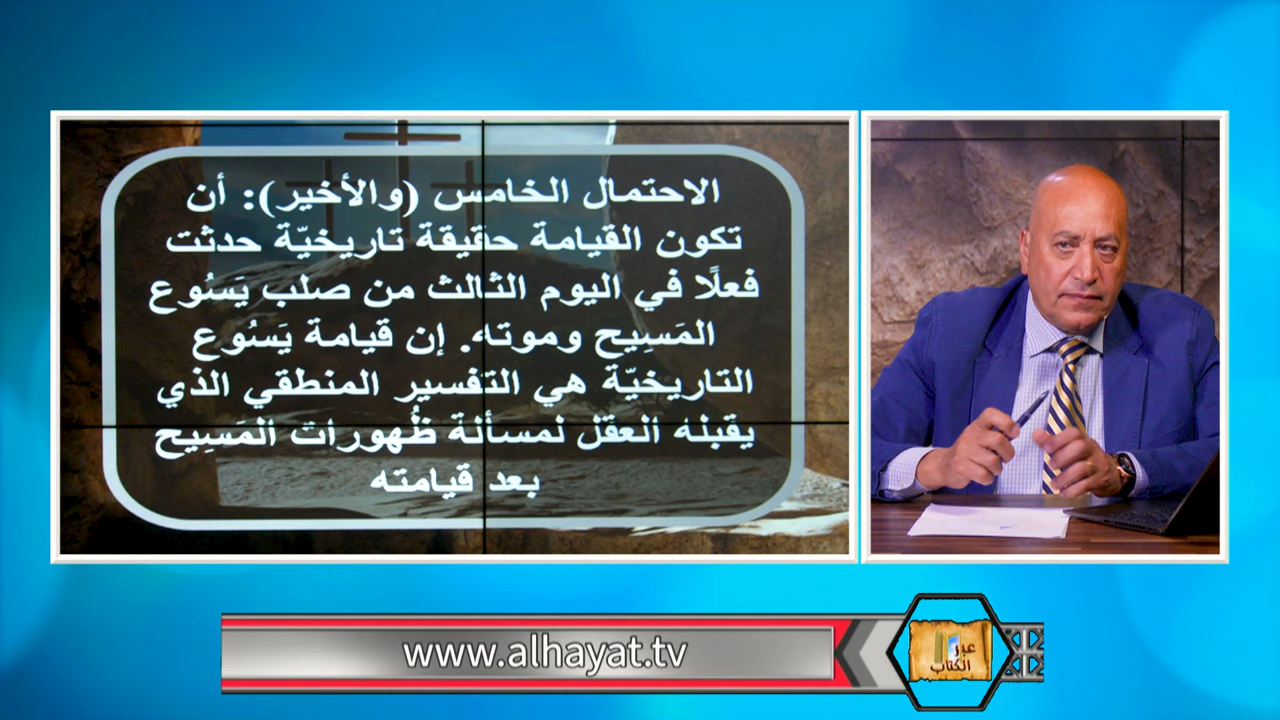 الاحتمال الخامس (والأخير): أن
تكون القيامة حقيقة تاريخيّة حدثت
فعلًا في اليوم الثالث من صلب يَسُوع
المَسِيح وموته. إن قيامة يَسُوع
التاريخيّة هي التفسير المنطقي الذي
يقبله العقل لمسألة ظُهورات المَسِيح
بعد قيامته
www.alhayat.tv
عبر
الكتاب